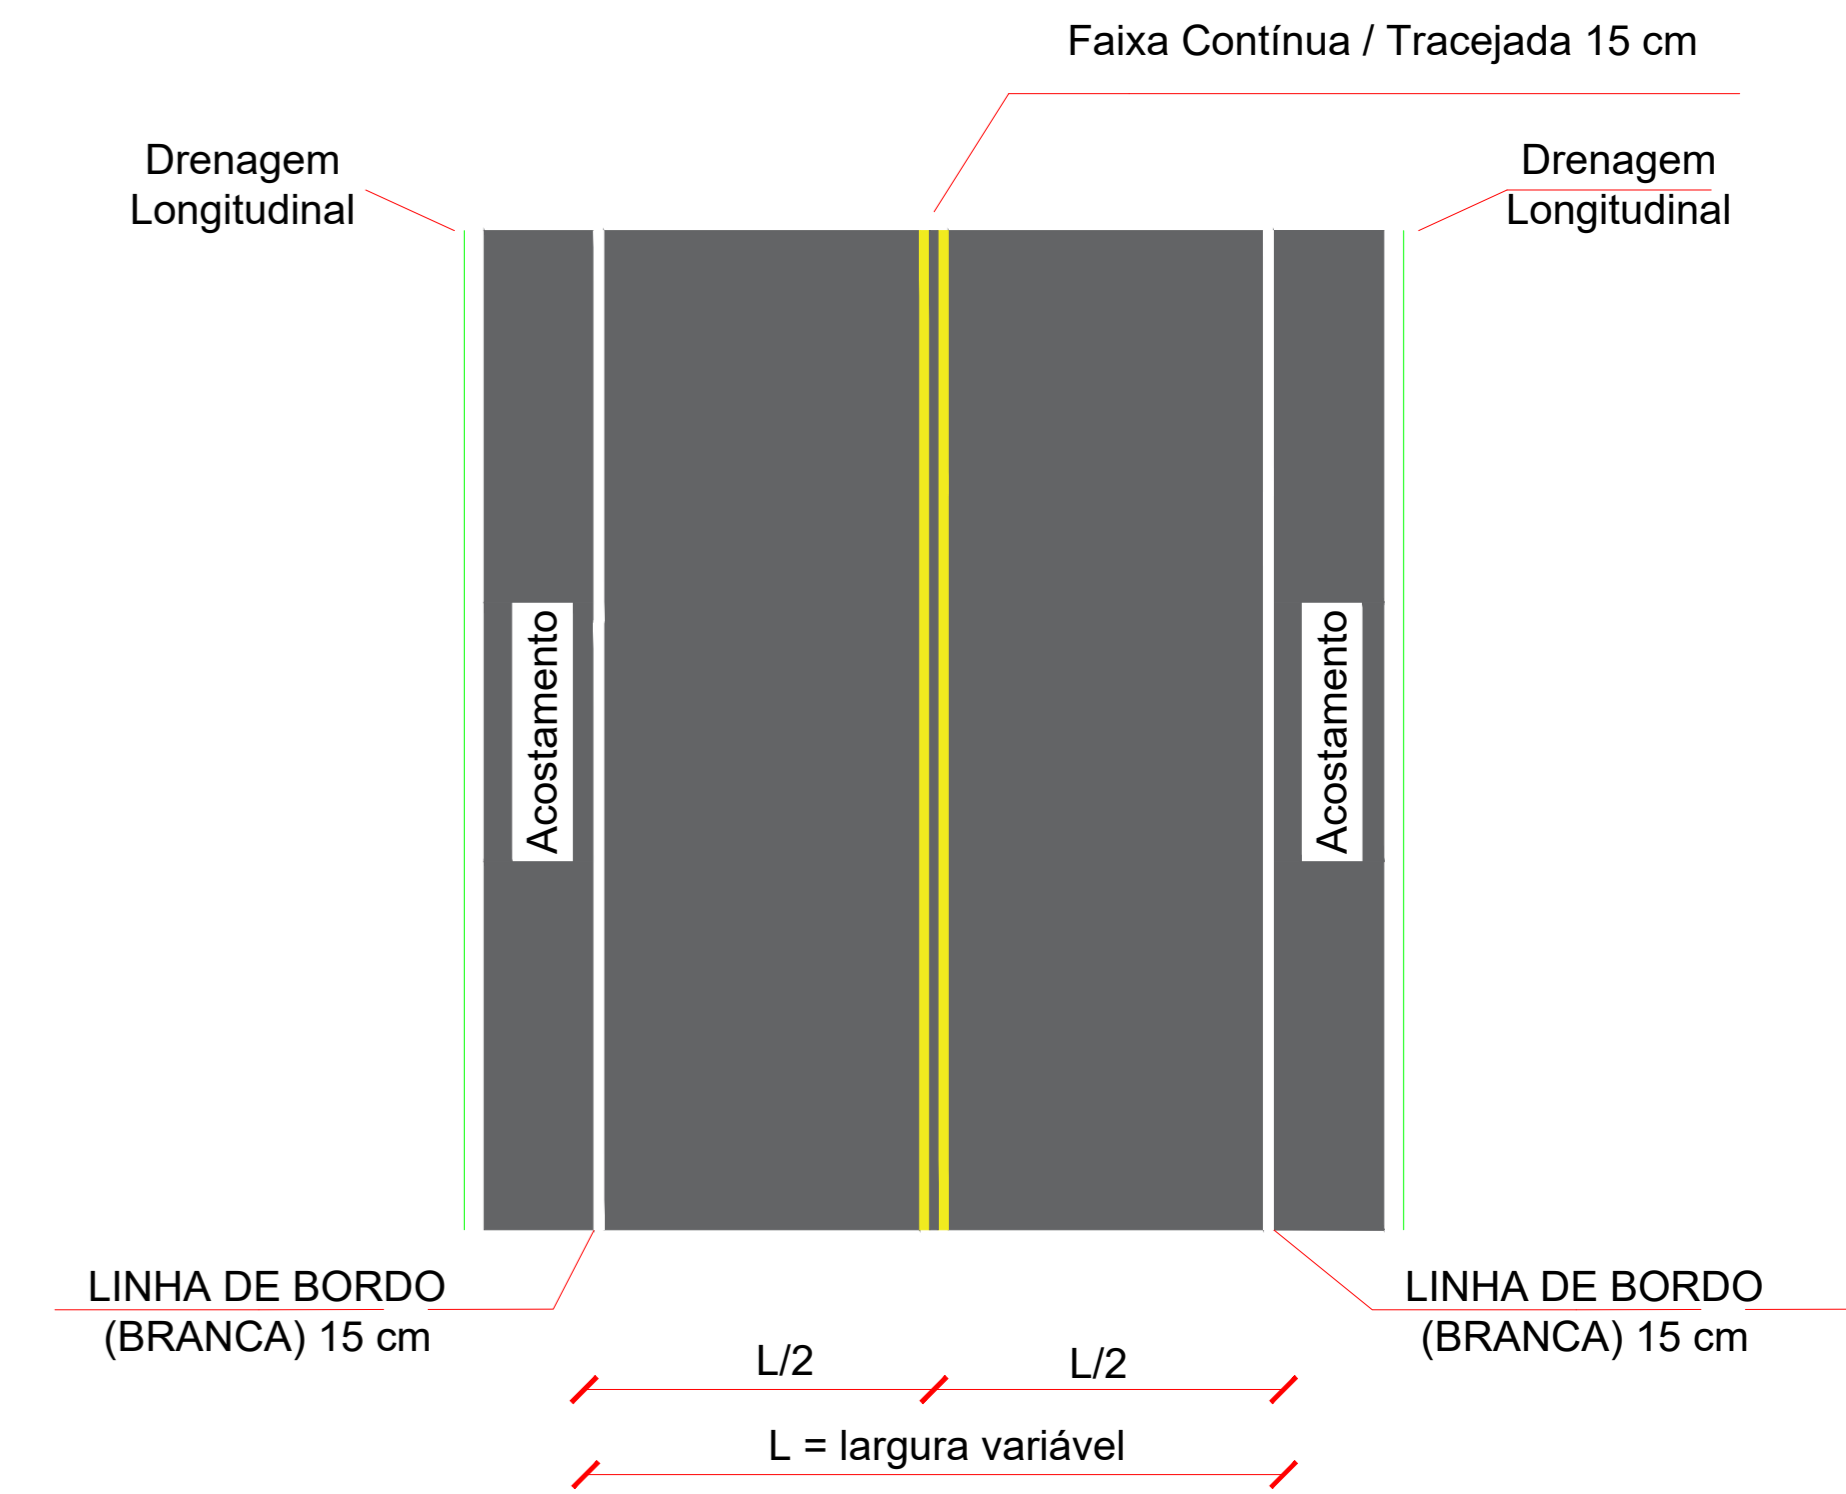 Faixa Contínua / Tracejada 15 cm
Drenagem
Longitudinal
Drenagem
Longitudinal
Acostamento
Acostamento
LINHA DE BORDO
(BRANCA) 15 cm
LINHA DE BORDO
(BRANCA) 15 cm
L/2
L/2
L = largura variável